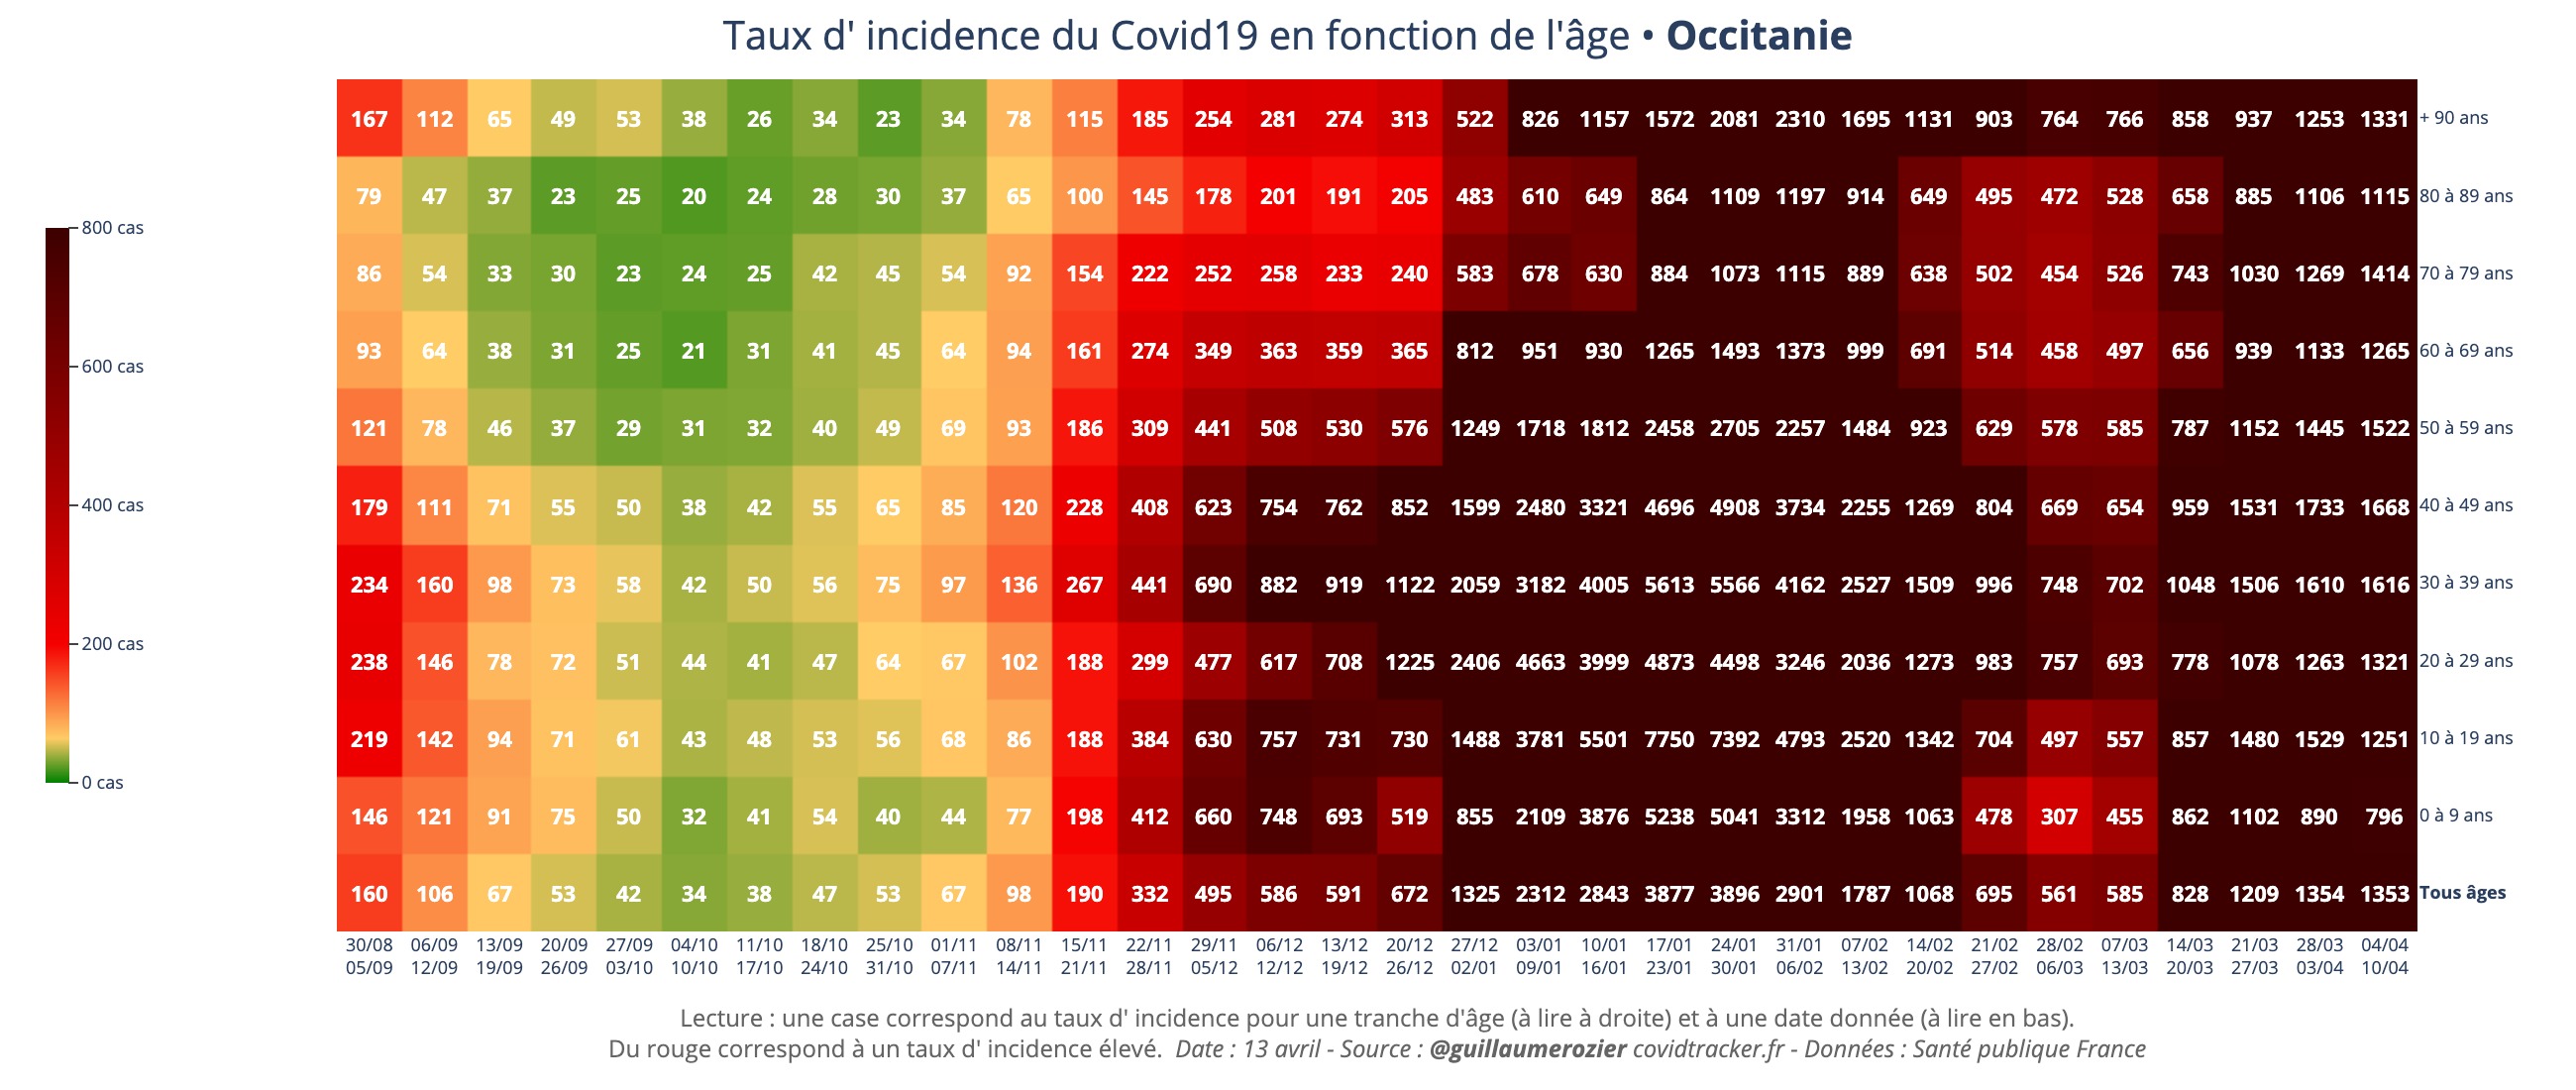 Taux d' incidence du Covid19 en fonction de l'âge • Occitanie
167 112 65 49 53 38 26 34 23 34 78 115 185 254 281 274 313 522 826 1157 1572 2081 2310 1695 1131 903 764 766 858 937 1253 1331 + 90 ans
79 47 37 23 25 20 24 28 30 37 65 100 145 178 201 191 205 483 610 649 864 1109 1197 914 649 495 472 528 658 885 1106 1115 80 à 89 ans
800 cas
86 54 33 30 23 24 25 42 45 54 92 154 222 252 258 233 240 583 678 630 884 1073 1115 889 638 502 454 526 743 1030 1269 1414 70 à 79 ans
93 64 38 31 25 21 31 41 45 64 94 161 274 349 363 359 365 812 951 930 1265 1493 1373 999 691 514 458 497 656 939 1133 1265 60 à 69 ans
600 cas
121 78 46 37 29 31 32 40 49 69 93 186 309 441 508 530 576 1249 1718 1812 2458 2705 2257 1484 923 629 578 585 787 1152 1445 1522 50 à 59 ans
400 cas
179 111 71 55 50 38 42 55 65 85 120 228 408 623 754 762 852 1599 2480 3321 4696 4908 3734 2255 1269 804 669 654 959 1531 1733 1668 40 à 49 ans
234 160 98 73 58 42 50 56 75 97 136 267 441 690 882 919 1122 2059 3182 4005 5613 5566 4162 2527 1509 996 748 702 1048 1506 1610 1616 30 à 39 ans
200 cas
238 146 78 72 51 44 41 47 64 67 102 188 299 477 617 708 1225 2406 4663 3999 4873 4498 3246 2036 1273 983 757 693 778 1078 1263 1321 20 à 29 ans
219 142 94 71 61 43 48 53 56 68 86 188 384 630 757 731 730 1488 3781 5501 7750 7392 4793 2520 1342 704 497 557 857 1480 1529 1251 10 à 19 ans
0 cas
146 121 91 75 50 32 41 54 40 44 77 198 412 660 748 693 519 855 2109 3876 5238 5041 3312 1958 1063 478 307 455 862 1102 890 796 0 à 9 ans
160 106 67 53 42 34 38 47 53 67 98 190 332 495 586 591 672 1325 2312 2843 3877 3896 2901 1787 1068 695 561 585 828 1209 1354 1353 Tous âges
30/08 06/09 13/09 20/09 27/09 04/10 11/10 18/10 25/10 01/11 08/11 15/11 22/11 29/11 06/12 13/12 20/12 27/12 03/01 10/01 17/01 24/01 31/01 07/02 14/02 21/02 28/02 07/03 14/03 21/03 28/03 04/04
05/09 12/09 19/09 26/09 03/10 10/10 17/10 24/10 31/10 07/11 14/11 21/11 28/11 05/12 12/12 19/12 26/12 02/01 09/01 16/01 23/01 30/01 06/02 13/02 20/02 27/02 06/03 13/03 20/03 27/03 03/04 10/04
Lecture : une case correspond au taux d' incidence pour une tranche d'âge (à lire à droite) et à une date donnée (à lire en bas).
Du rouge correspond à un taux d' incidence élevé. Date : 13 avril - Source : @guillaumerozier covidtracker.fr - Données : Santé publique France